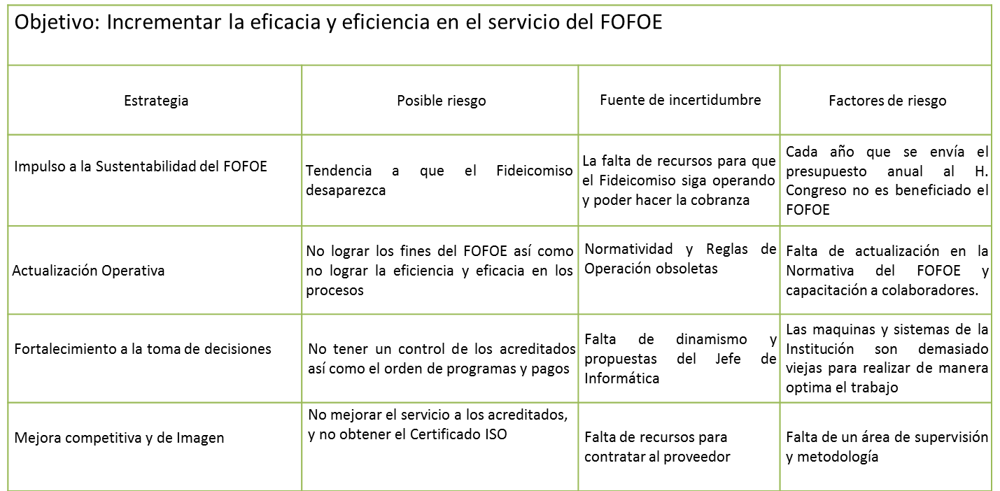 Objetivo: Incrementar la eficacia y eficiencia en el servicio del FOFOE
Estrategia
Posible riesgo
Fuente de incertidumbre
Factores de riesgo
Impulso a la Sustentabilidad del FOFOE
Tendencia a que el Fideicomiso
desaparezca
La falta de recursos para que
el Fideicomiso siga operando
y poder hacer la cobranza
Cada año que se envía el
presupuesto anual al H.
Congreso no es beneficiado el
FOFOE
Actualización Operativa
No lograr los fines del FOFOE así como
no lograr la eficiencia y eficacia en los
procesos
Normatividad y Reglas de
Operación obsoletas
Falta de actualización en la
Normativa del FOFOE y
capacitación a colaboradores.
Fortalecimiento a la toma de decisiones
No tener un control de los acreditados
así como el orden de programas y pagos
Falta de dinamismo y
propuestas del Jefe de
Informática
Las maquinas y sistemas de la
Institución son demasiado
viejas para realizar de manera
optima el trabajo
Mejora competitiva y de Imagen
No mejorar el servicio a los acreditados,
y no obtener el Certificado ISO
Falta de recursos para
contratar al proveedor
Falta de un área de supervisión
y metodología